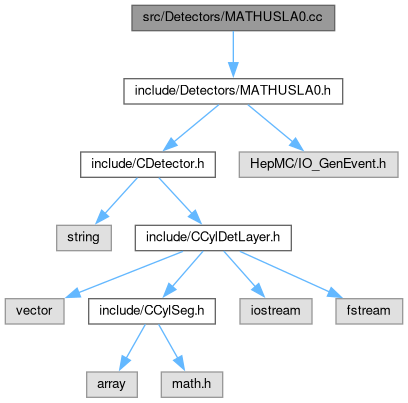 src/Detectors/MATHUSLA0.cc
include/Detectors/MATHUSLA0.h
include/CDetector.h
HepMC/IO_GenEvent.h
string
include/CCylDetLayer.h
vector
include/CCylSeg.h
iostream
fstream
array
math.h